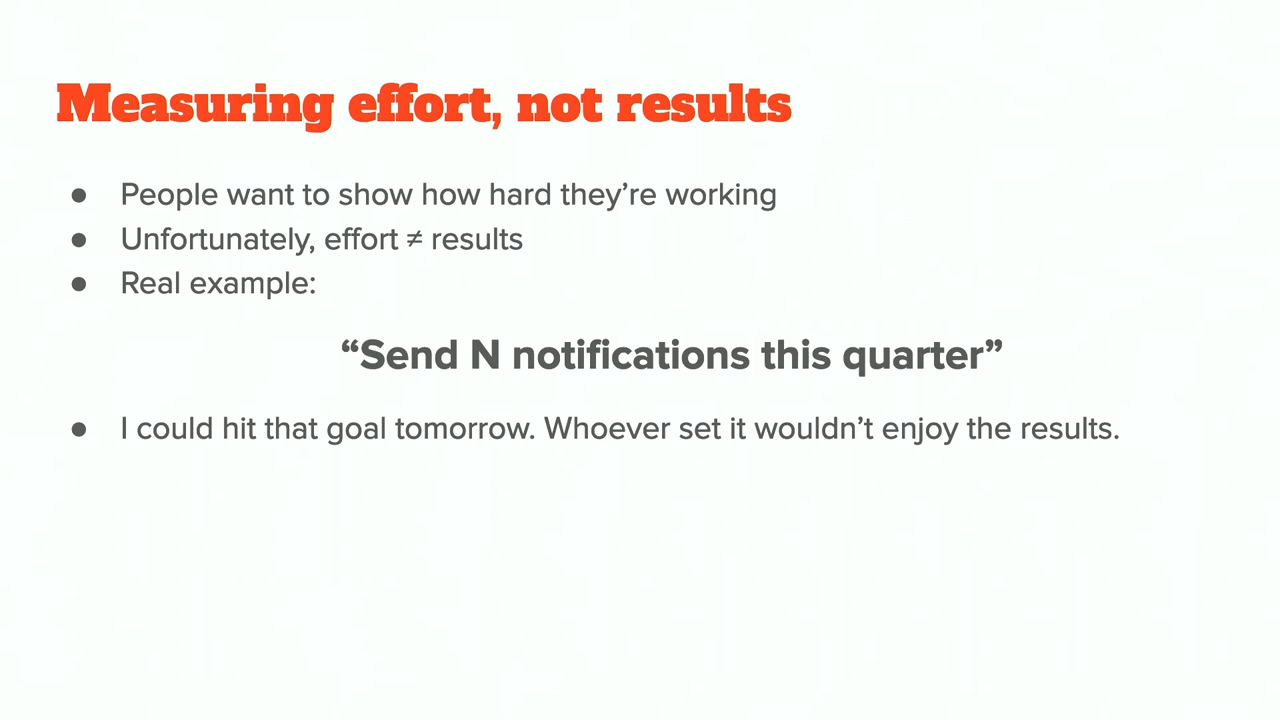 Measuring effort, not results
● People want to show how hard they’re working
● Unfortunately, effort ≠ results
● Real example:
“Send N notifications this quarter”
● I could hit that goal tomorrow. Whoever set it wouldn’t enjoy the results.